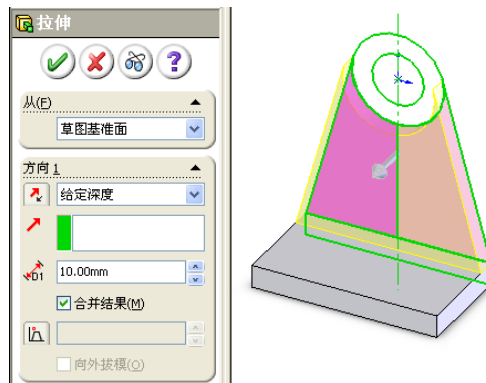 拉伸
?
从(F)
草图基准面
方向1
给定深度
D1
10.00mm
合并结果(M)
向外拔模(O)